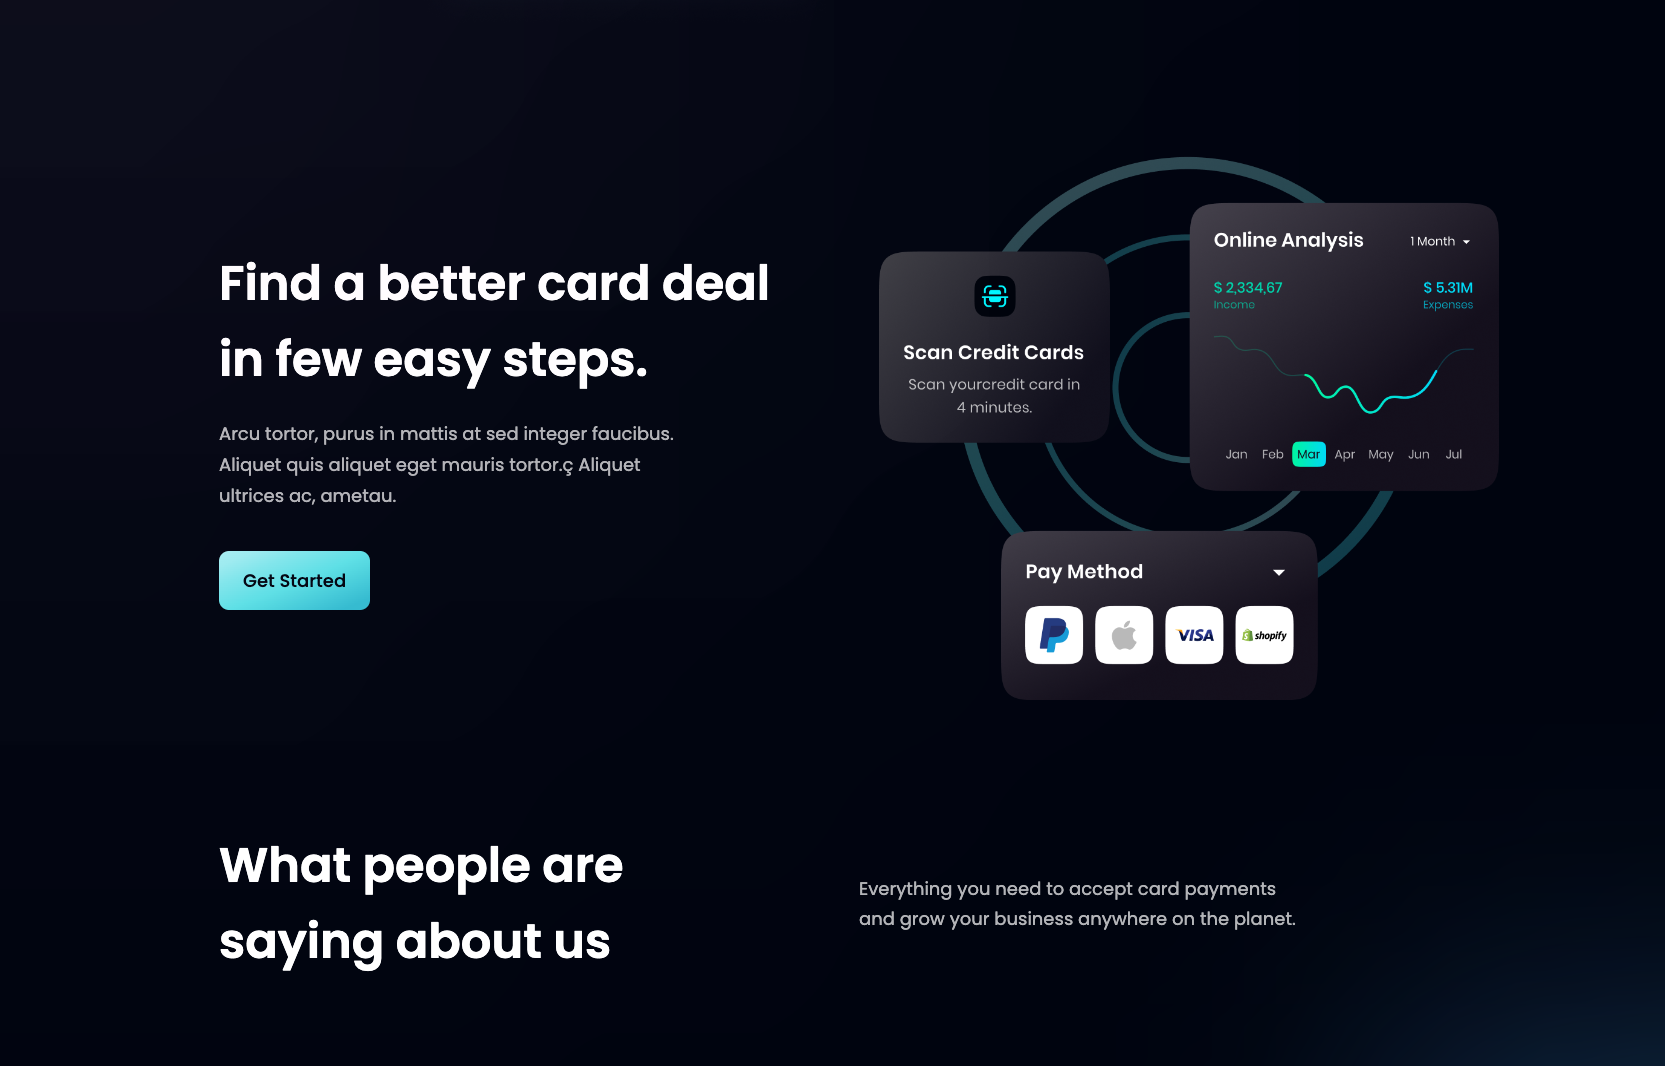 Find a better card deal
in few easy steps.
Arcu tortor, purus in mattis at sed integer faucibus.
Aliquet quis aliquet eget mauris tortor.ç Aliquet
ultrices ac, ametau.
Get Started
Scan Credit Cards
Scan yourcredit card in
4 minutes.
Online Analysis
1 Month
$ 2,334,67
$ 5.31M
Income
Expenses
Jan Feb Mar Apr May Jun Jul
Pay Method
VISA
shopify
What people are
saying about us
Everything you need to accept card payments
and grow your business anywhere on the planet.